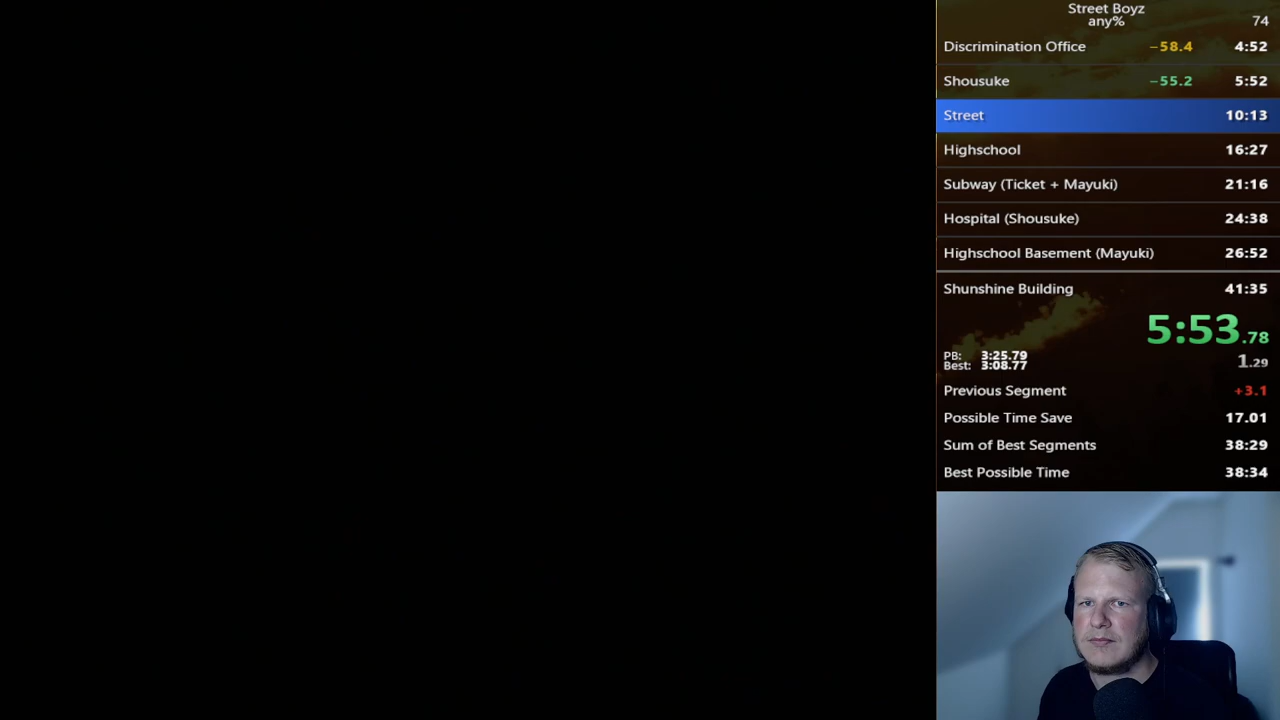 Street Boyz
any%
74
Discrimination Office −58.4 4:52
Shousuke −55.2 5:52
Street 10:13
Highschool 16:27
Subway (Ticket + Mayuki) 21:16
Hospital (Shousuke) 24:38
Highschool Basement (Mayuki) 26:52
Shunshine Building 41:35
5:53.78
PB: 3:25.79
Best: 3:08.77
1.29
Previous Segment +3.1
Possible Time Save 17.01
Sum of Best Segments 38:29
Best Possible Time 38:34